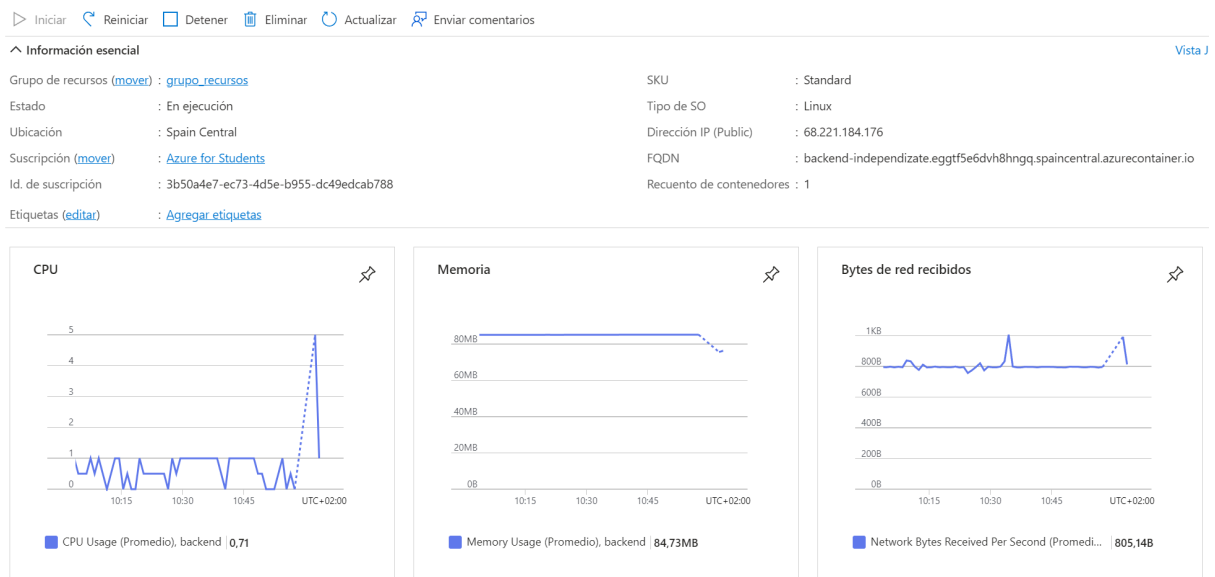 Iniciar Reiniciar Detener Eliminar Actualizar Enviar comentarios
Información esencial
Vista J
Grupo de recursos (mover) : grupo_recursos
Estado : En ejecución
Ubicación : Spain Central
Suscripción (mover) : Azure for Students
Id. de suscripción : 3b50a4e7-ec73-4d5e-b955-dc49edcab788
Etiquetas (editar) : Agregar etiquetas
SKU : Standard
Tipo de SO : Linux
Dirección IP (Public) : 68.221.184.176
FQDN : backend-independizate.eggtf5e6dvh8hngq.spaincentral.azurecontainer.io
Recuento de contenedores : 1
CPU
5
4
3
2
1
0
10:15 10:30 10:45 UTC+02:00
CPU Usage (Promedio), backend 0,71
Memoria
80MB
60MB
40MB
20MB
0B
10:15 10:30 10:45 UTC+02:00
Memory Usage (Promedio), backend 84,73MB
Bytes de red recibidos
1KB
800B
600B
400B
200B
0B
10:15 10:30 10:45 UTC+02:00
Network Bytes Received Per Second (Promedi... 805,14B